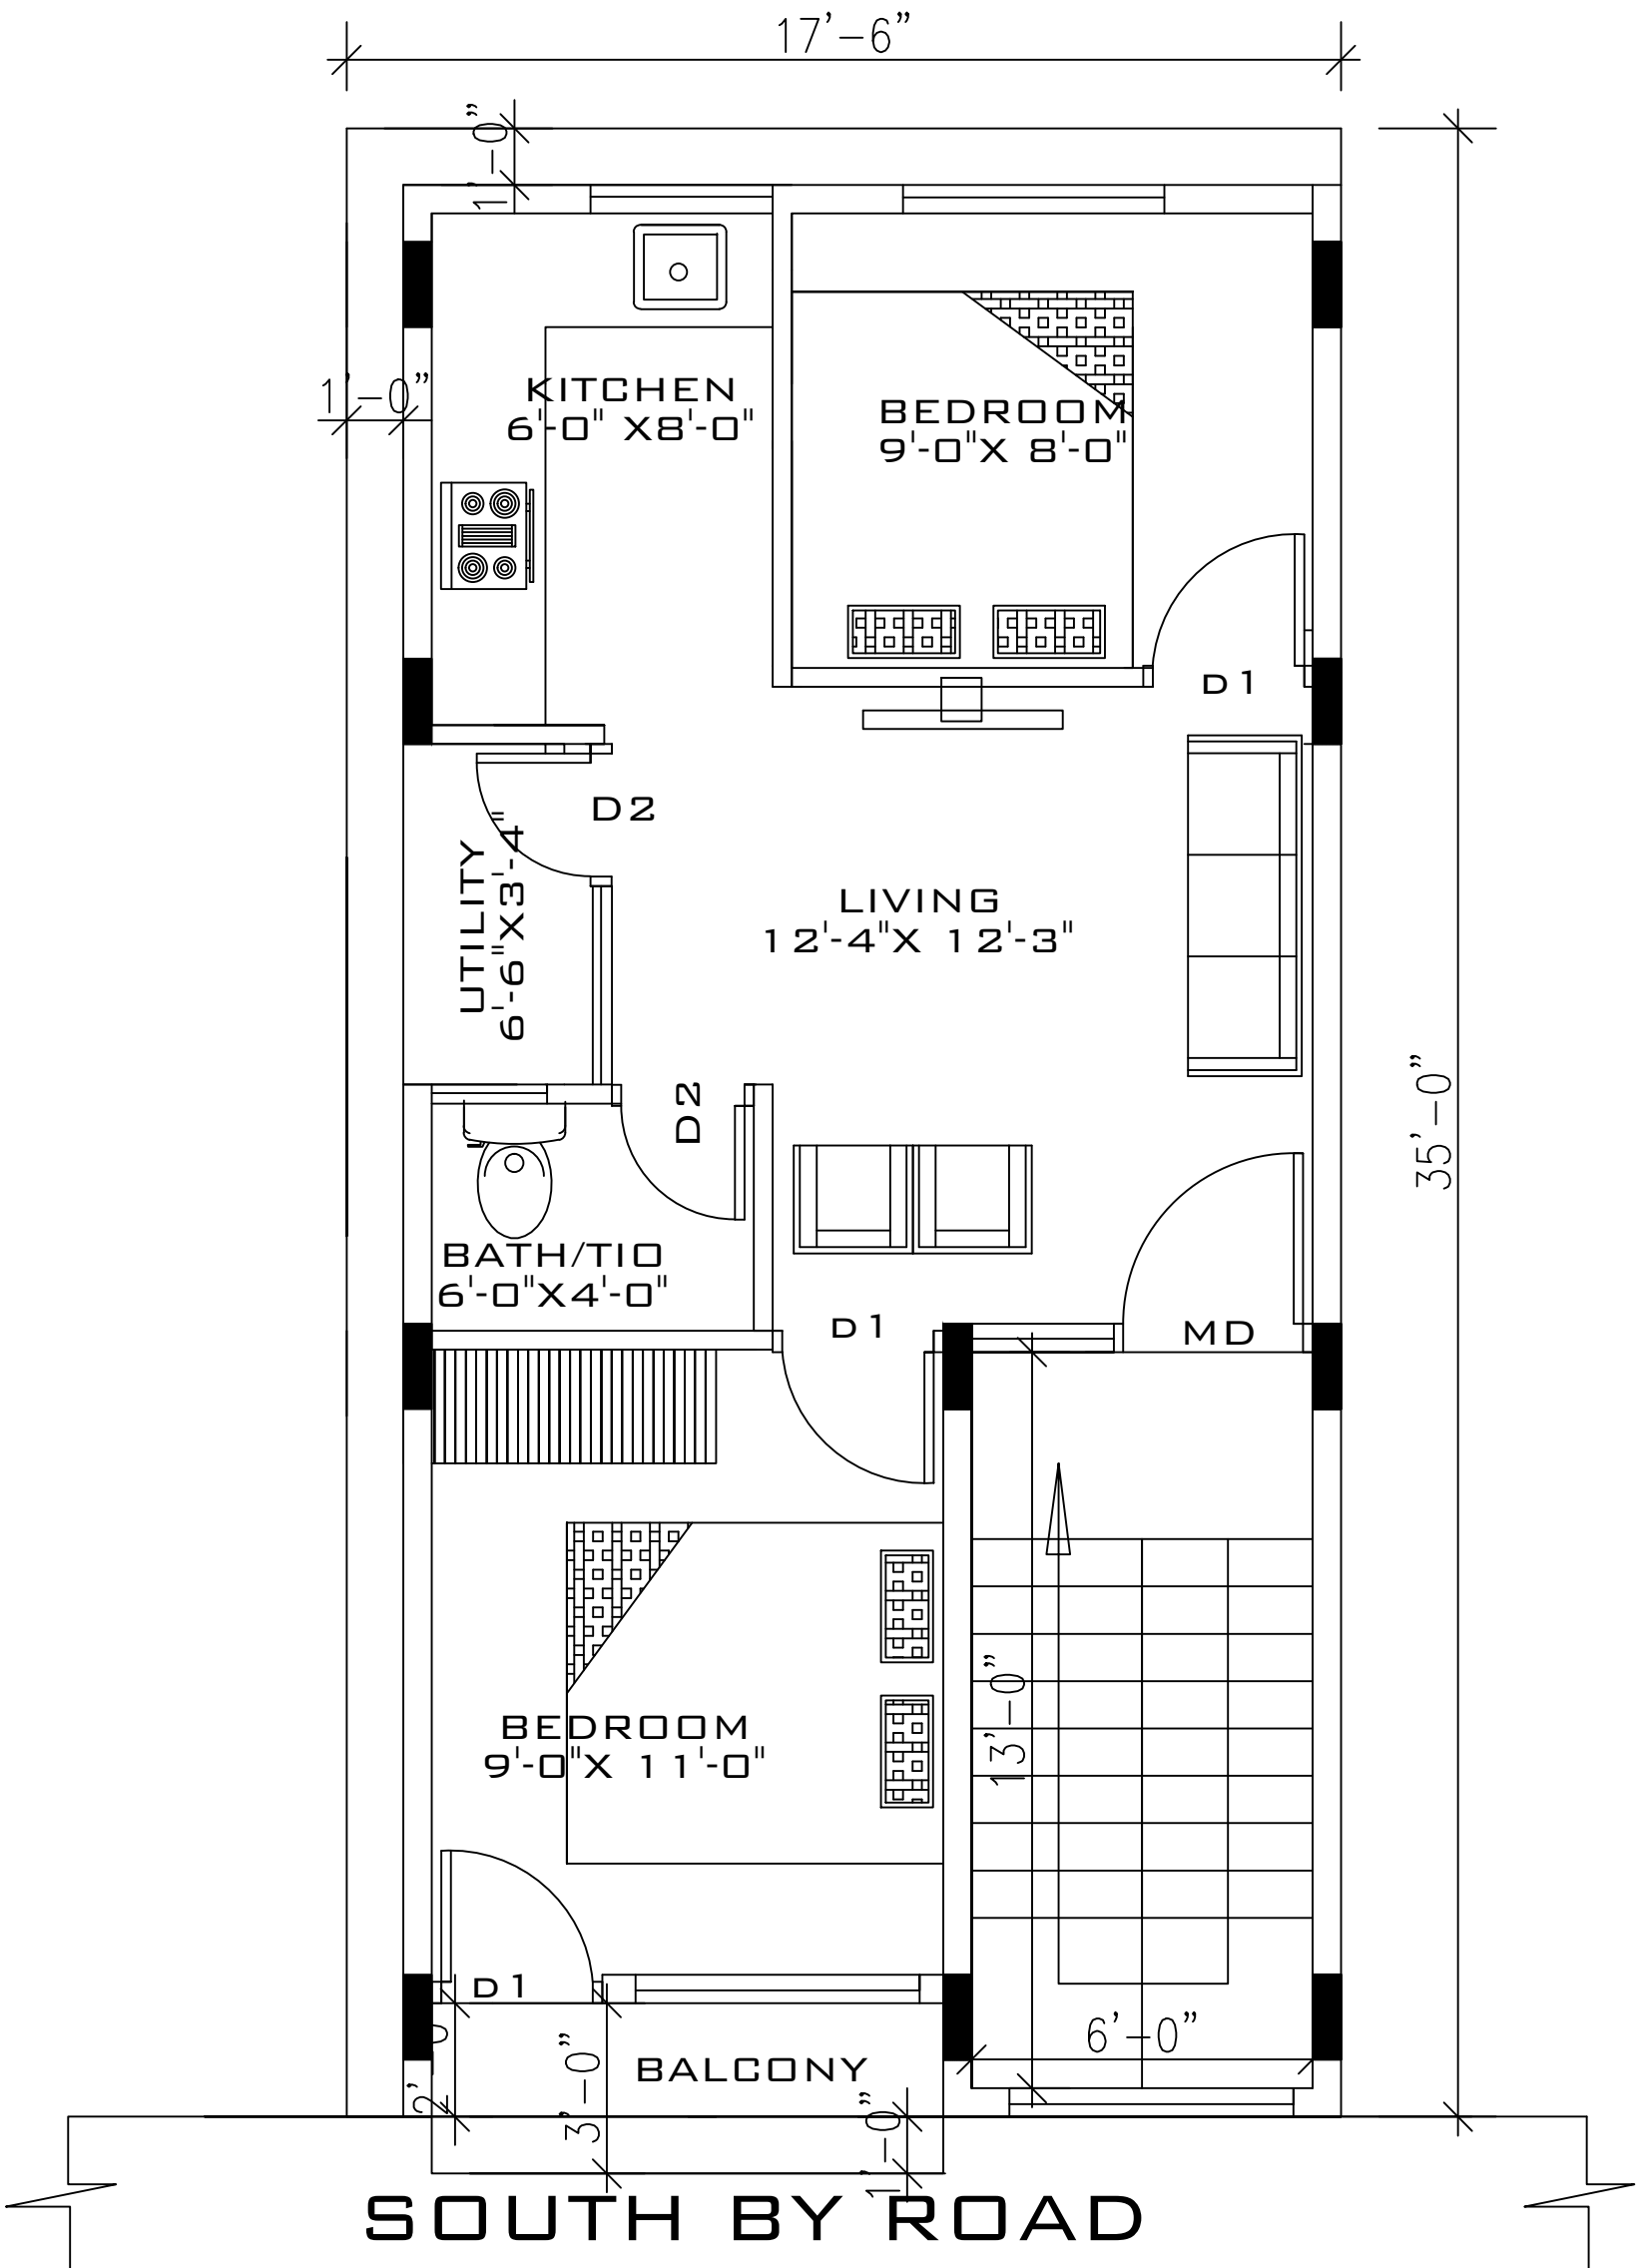 17'-6"
1'-0"
1'-0"
KITCHEN
6'-0" X8'-0"
BEDROOM
9'-0"X 8'-0"
D1
D2
UTILITY
6'-6"X3'-4"
LIVING
12'-4"X 12'-3"
35'-0"
D2
BATH/TIO
6'-0"X4'-0"
D1
MD
13'-0"
BEDROOM
9'-0"X 11'-0"
D1
2'-0"
3'-0"
BALCONY
6'-0"
1'-0"
SOUTH BY ROAD